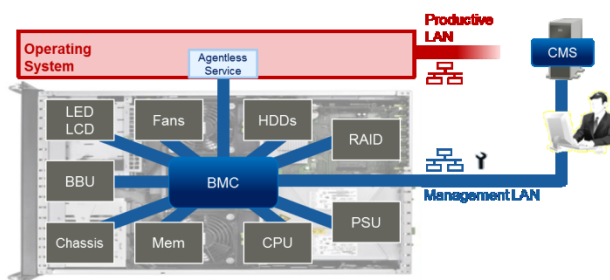 Productive
LAN
Operating
System
Agentless
Service
CMS
LED
LCD
Fans
HDDs
RAID
BBU
BMC
Management LAN
Chassis
Mem
CPU
PSU